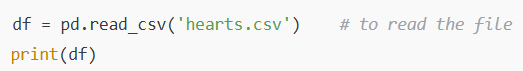 df = pd.read_csv('hearts.csv')    # to read the file
print(df)